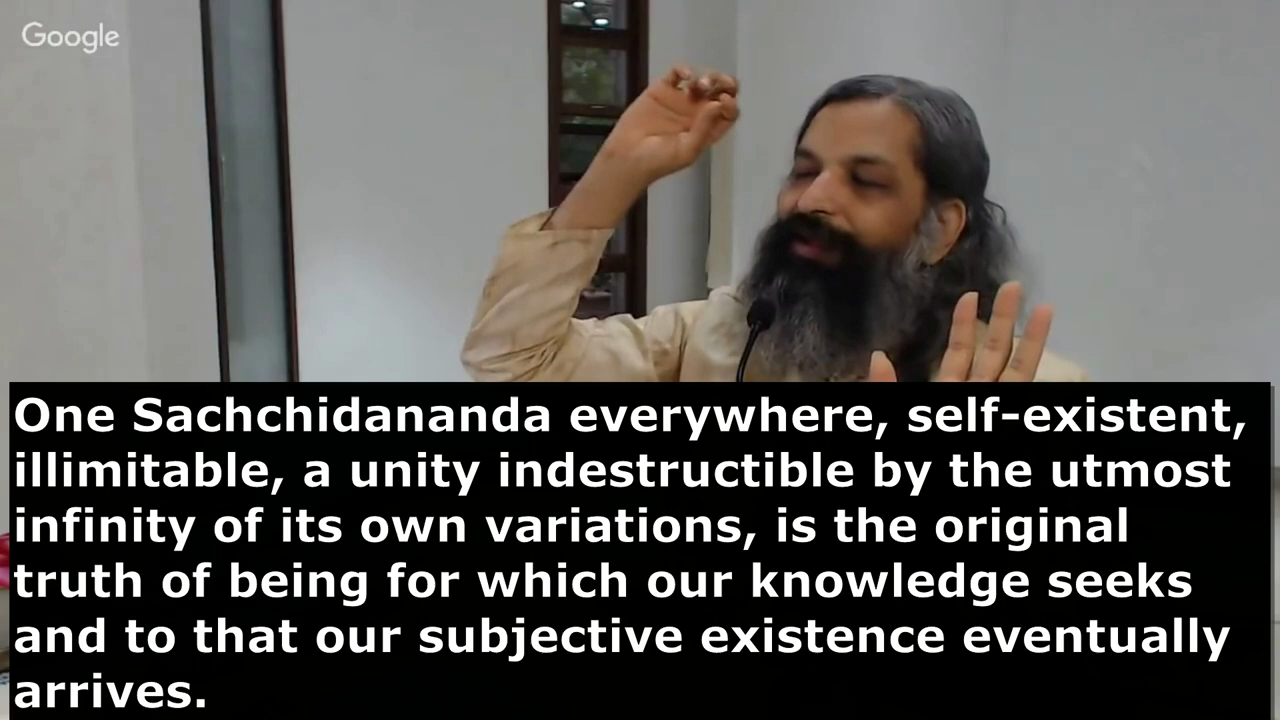 Google
One Sachchidananda everywhere, self-existent,
illimitable, a unity indestructible by the utmost
infinity of its own variations, is the original
truth of being for which our knowledge seeks
and to that our subjective existence eventually
arrives.